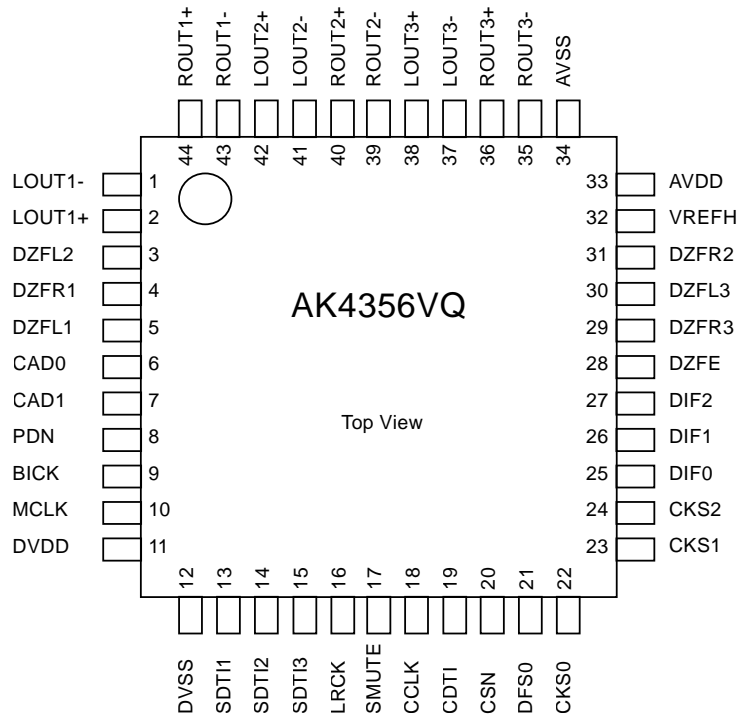 ROUT1+ ROUT1- LOUT2+ LOUT2- ROUT2+ ROUT2- LOUT3+ LOUT3- ROUT3+ ROUT3- AVSS
44 43 42 41 40 39 38 37 36 35 34
LOUT1- 1 33 AVDD
LOUT1+ 2 32 VREFH
DZFL2 3 31 DZFR2
DZFR1 4 30 DZFL3
AK4356VQ
DZFL1 5 29 DZFR3
CAD0 6 28 DZFE
CAD1 7 27 DIF2
Top View
PDN 8 26 DIF1
BICK 9 25 DIF0
MCLK 10 24 CKS2
DVDD 11 23 CKS1
12 13 14 15 16 17 18 19 20 21 22
DVSS SDTI1 SDTI2 SDTI3 LRCK SMUTE CCLK CDTI CSN DFS0 CKS0